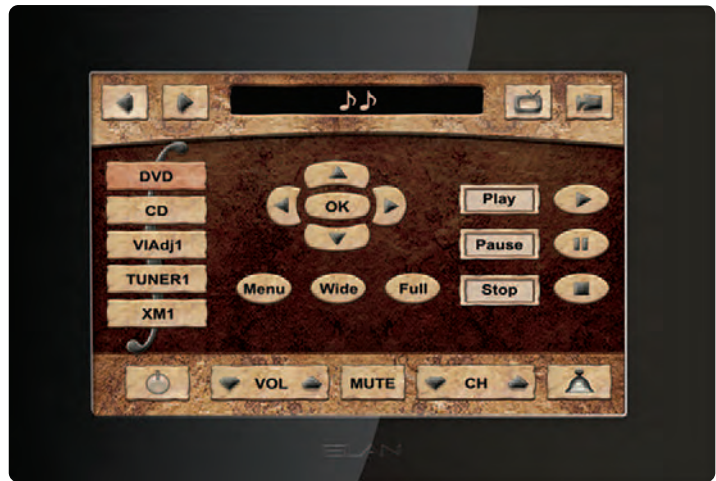 DVD
CD
VIAdj1
TUNER1
XM1
OK
Menu Wide Full
Play
Pause
Stop
VOL MUTE CH
ELAN